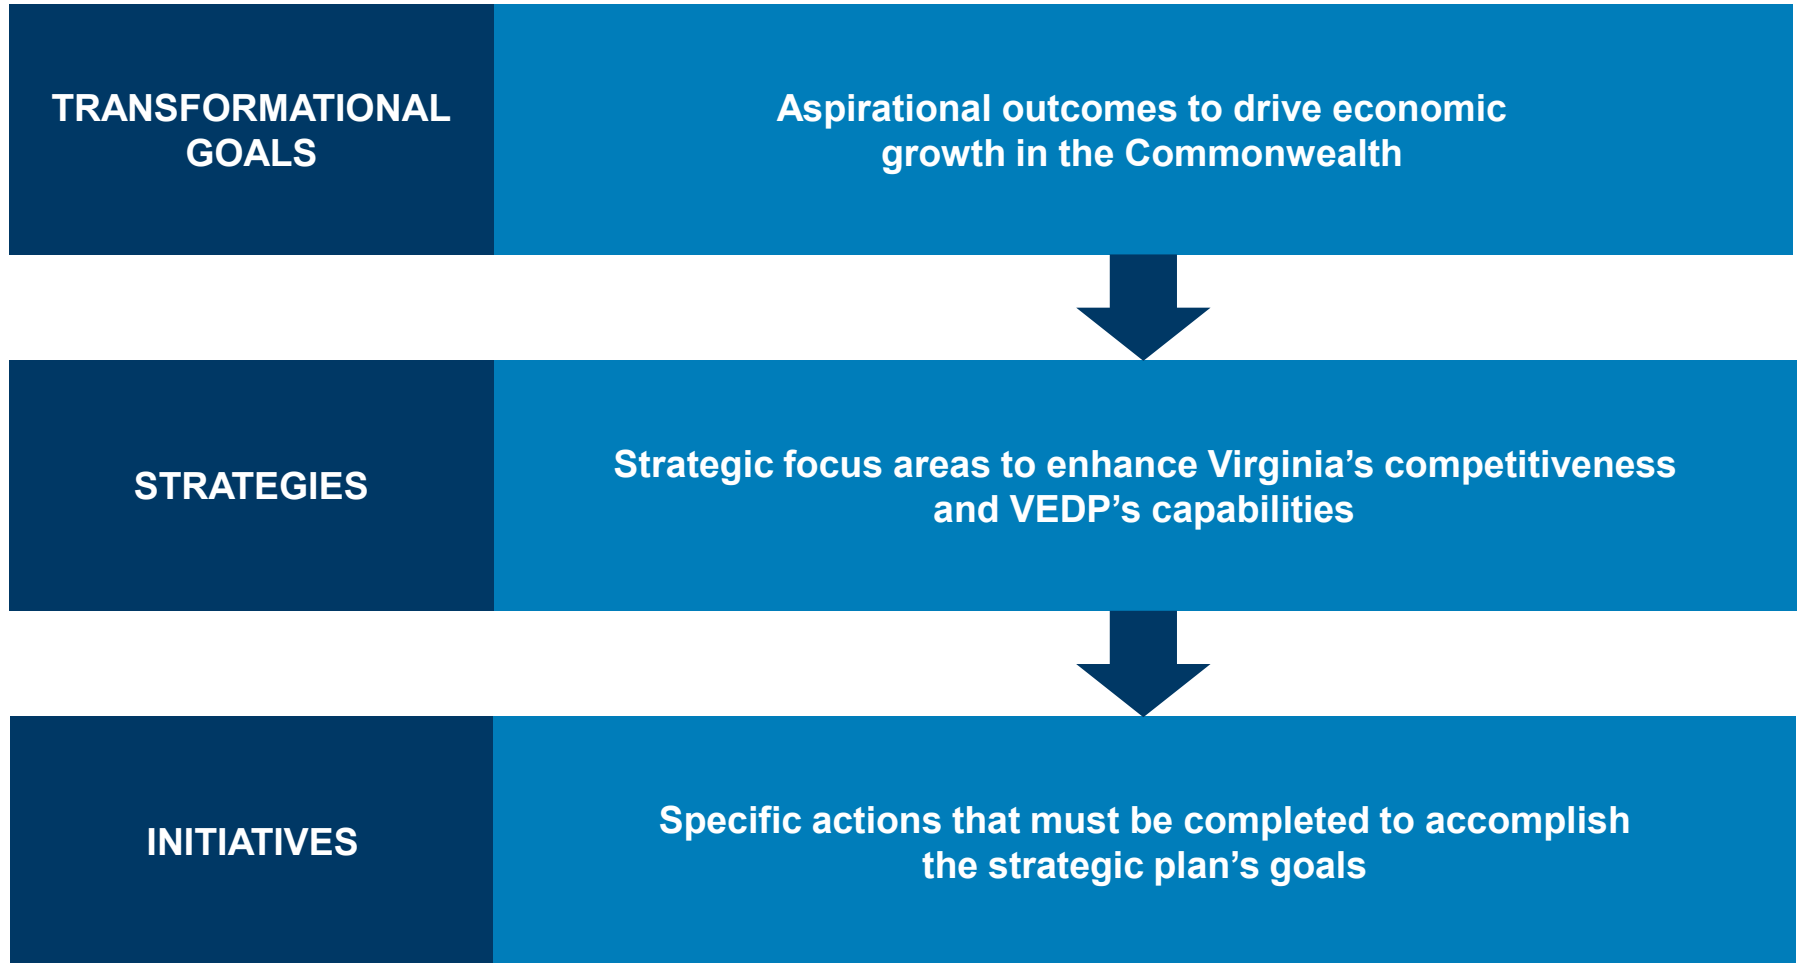 TRANSFORMATIONAL
GOALS
Aspirational outcomes to drive economic
growth in the Commonwealth
STRATEGIES
Strategic focus areas to enhance Virginia’s competitiveness
and VEDP’s capabilities
INITIATIVES
Specific actions that must be completed to accomplish
the strategic plan’s goals